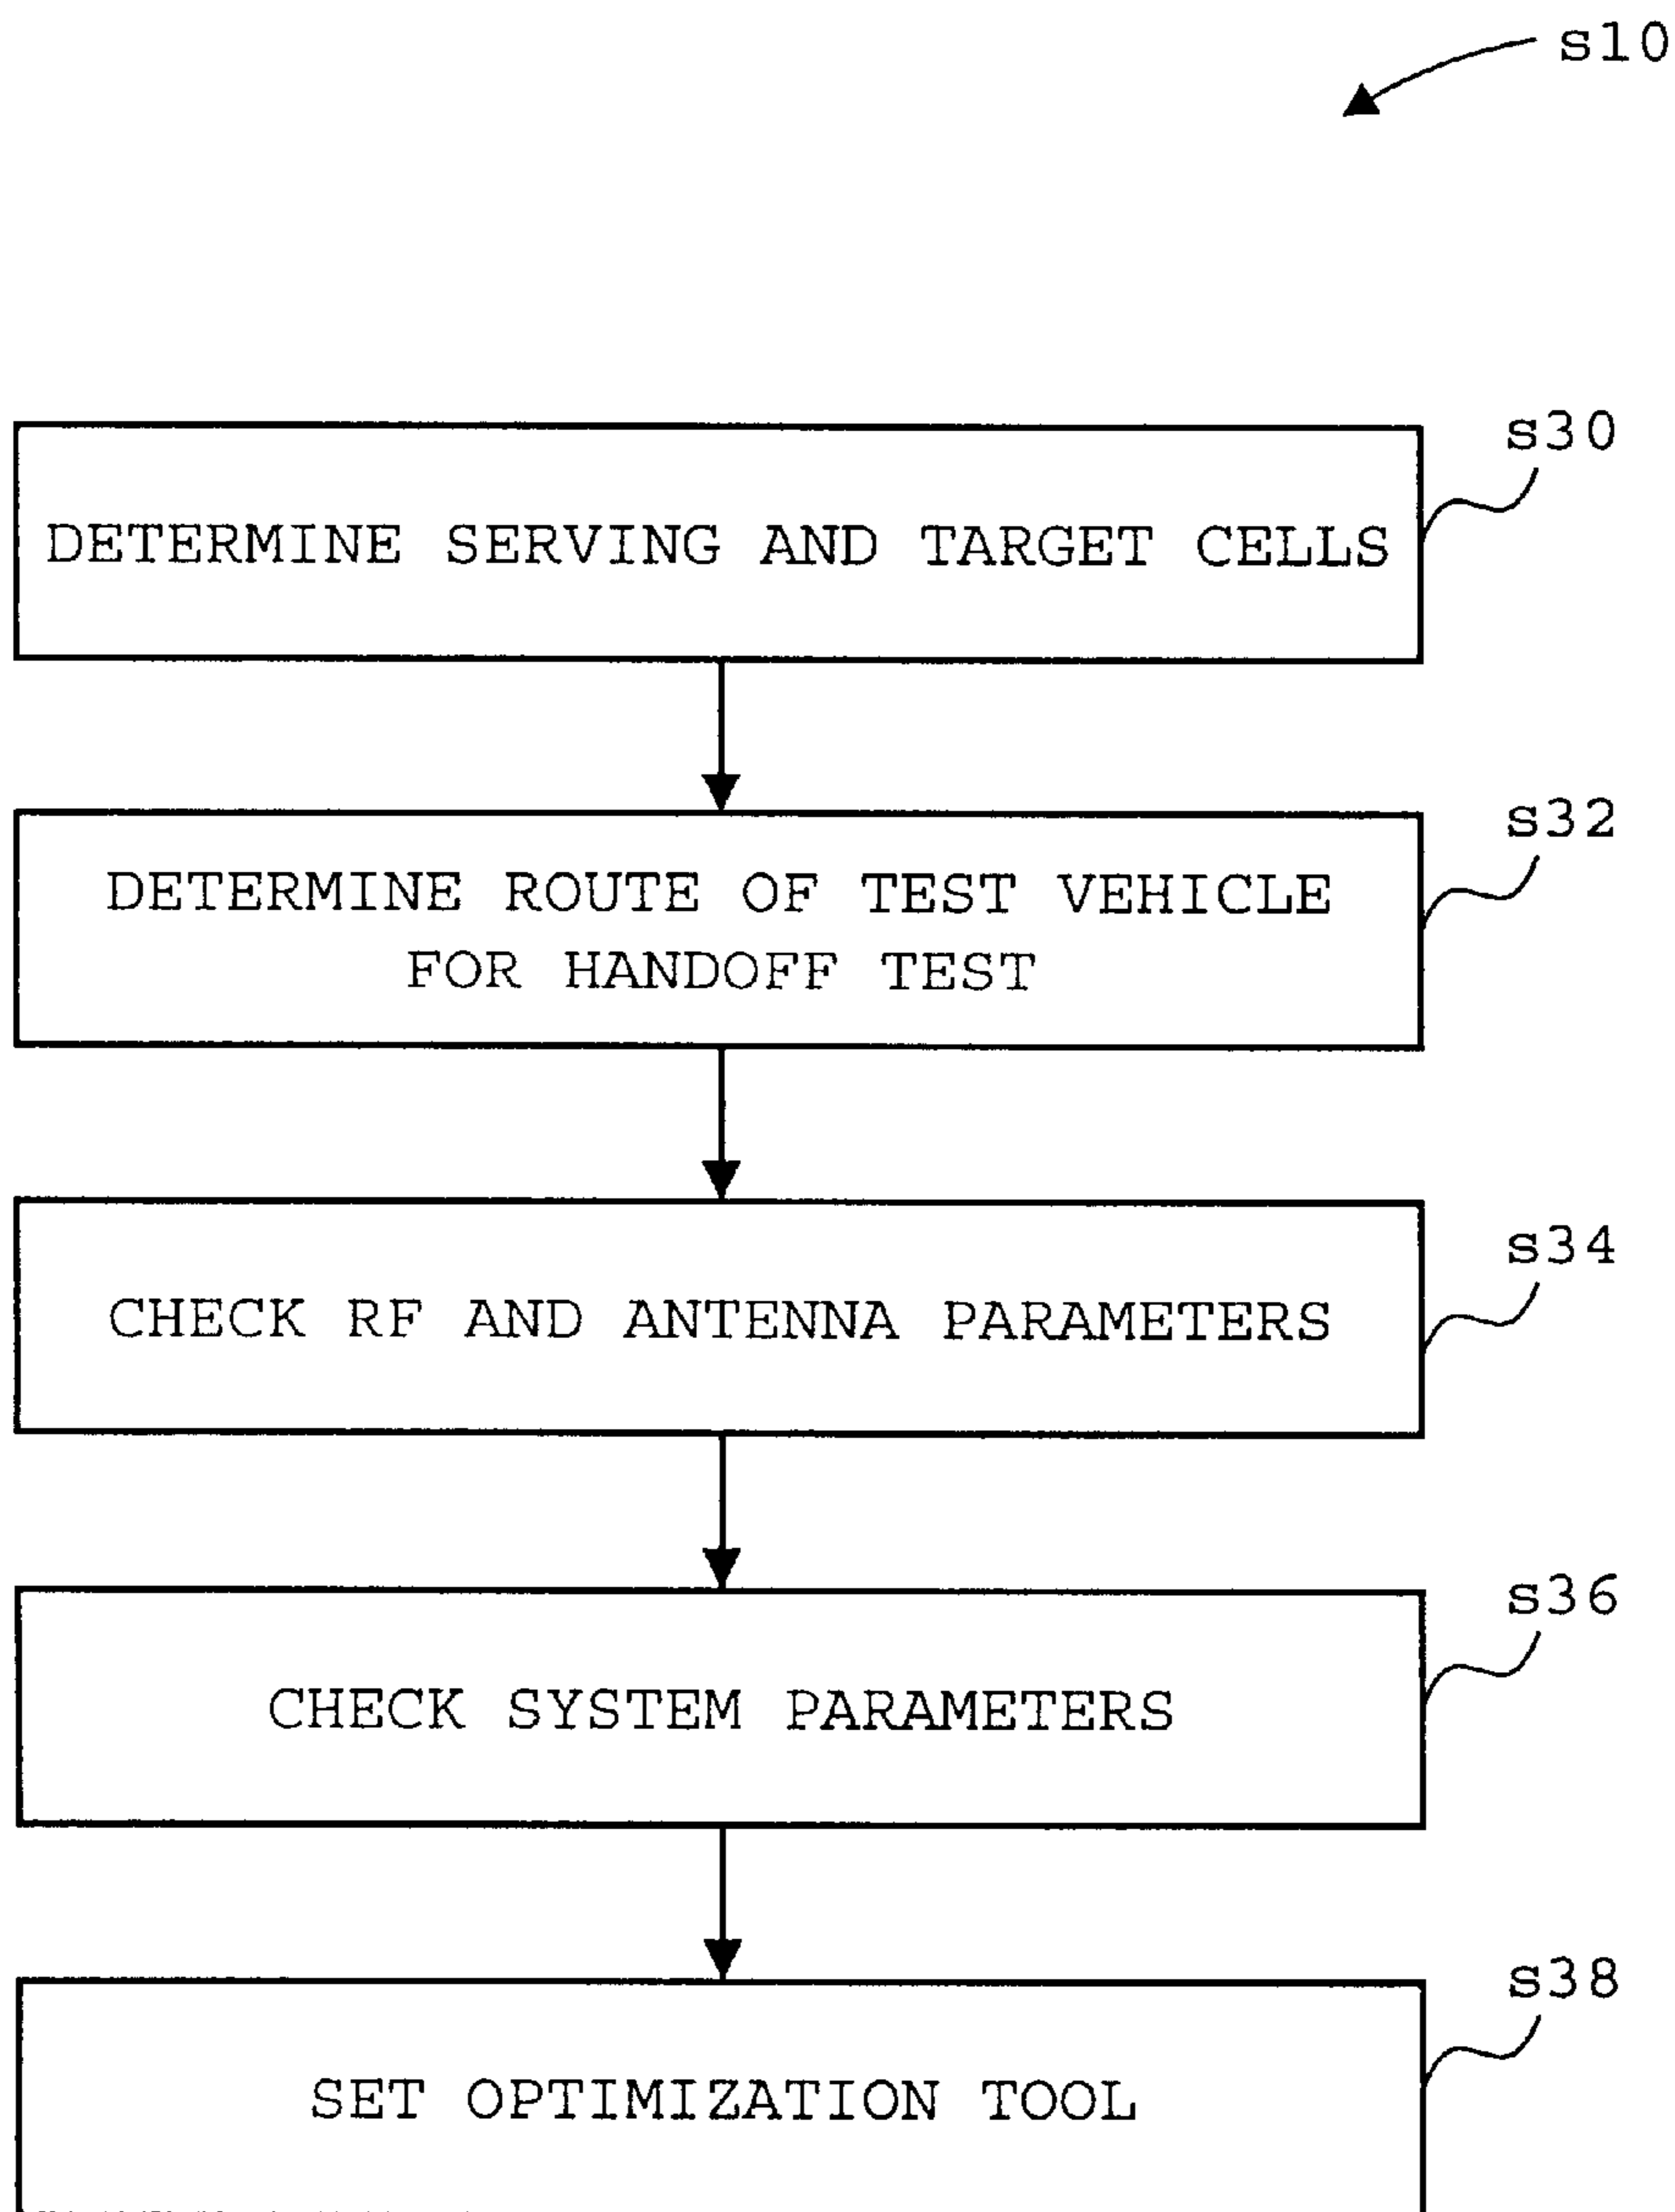 s10
s30
DETERMINE SERVING AND TARGET CELLS
s32
DETERMINE ROUTE OF TEST VEHICLE
FOR HANDOFF TEST
s34
CHECK RF AND ANTENNA PARAMETERS
s36
CHECK SYSTEM PARAMETERS
s38
SET OPTIMIZATION TOOL